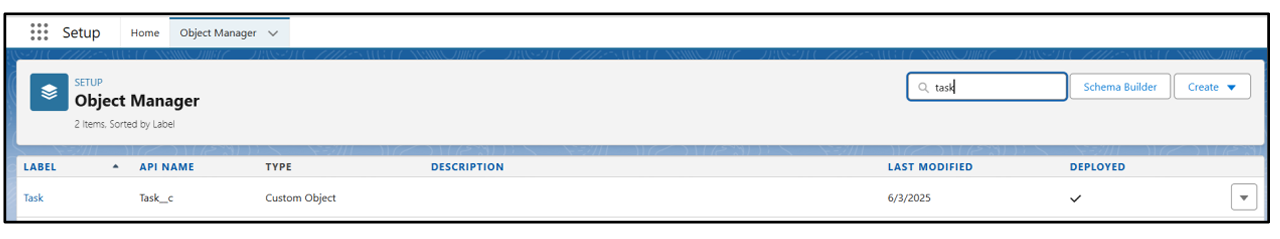 Setup Home Object Manager
SETUP
Object Manager
2 Items, Sorted by Label
task
Schema Builder
Create
LABEL API NAME TYPE DESCRIPTION LAST MODIFIED DEPLOYED
Task Task__c Custom Object 6/3/2025